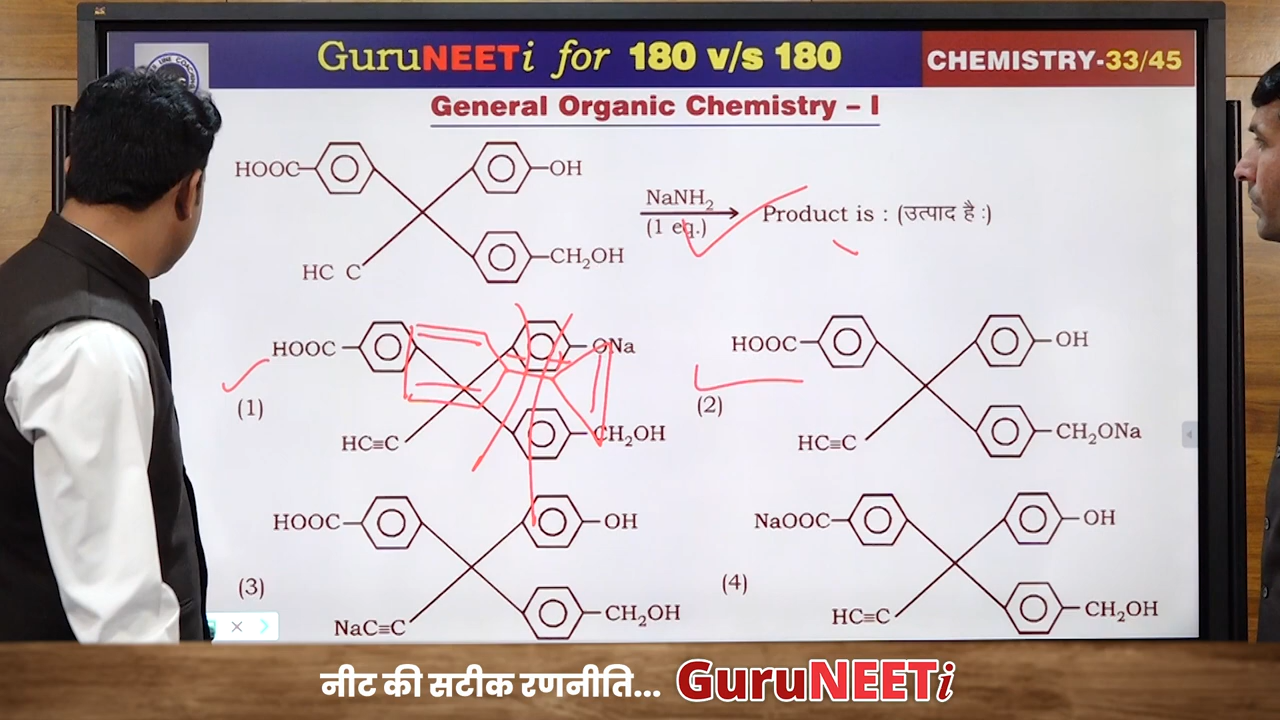 GuruNEETi for 180 v/s 180
CHEMISTRY-33/45
General Organic Chemistry – I
HOOC
OH
HC C
CH₂OH
NaNH₂
(1 eq.)
Product is : (उत्पाद है :)
(1)
HOOC
ONa
HC≡C
CH₂OH
(2)
HOOC
OH
HC≡C
CH₂ONa
(3)
HOOC
OH
NaC≡C
CH₂OH
(4)
NaOOC
OH
HC≡C
CH₂OH
नीट की सटीक रणनीति... GuruNEETi